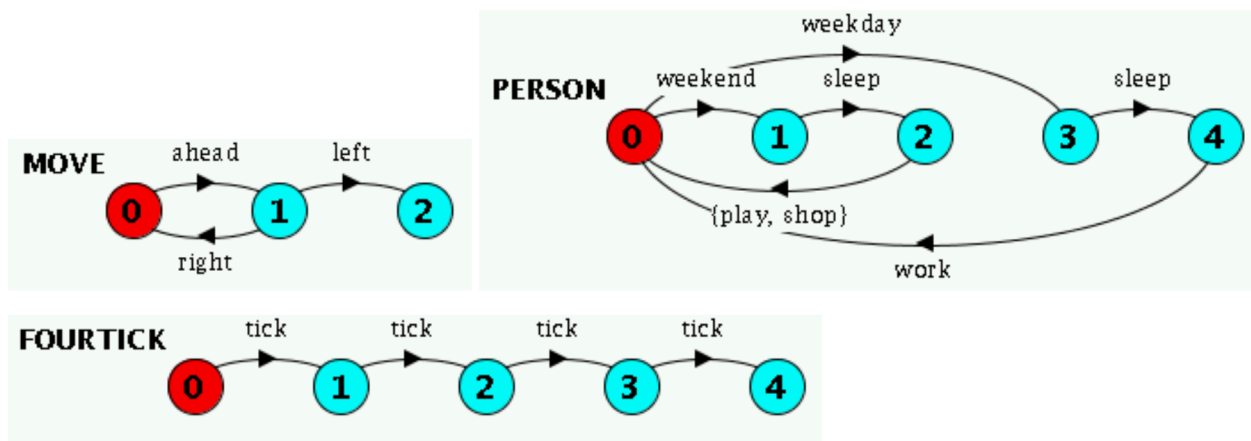 MOVE
ahead
left
0
1
2
right
PERSON
weekday
weekend
sleep
sleep
0
1
2
3
4
{play, shop}
work
FOURTICK
tick
tick
tick
tick
0
1
2
3
4